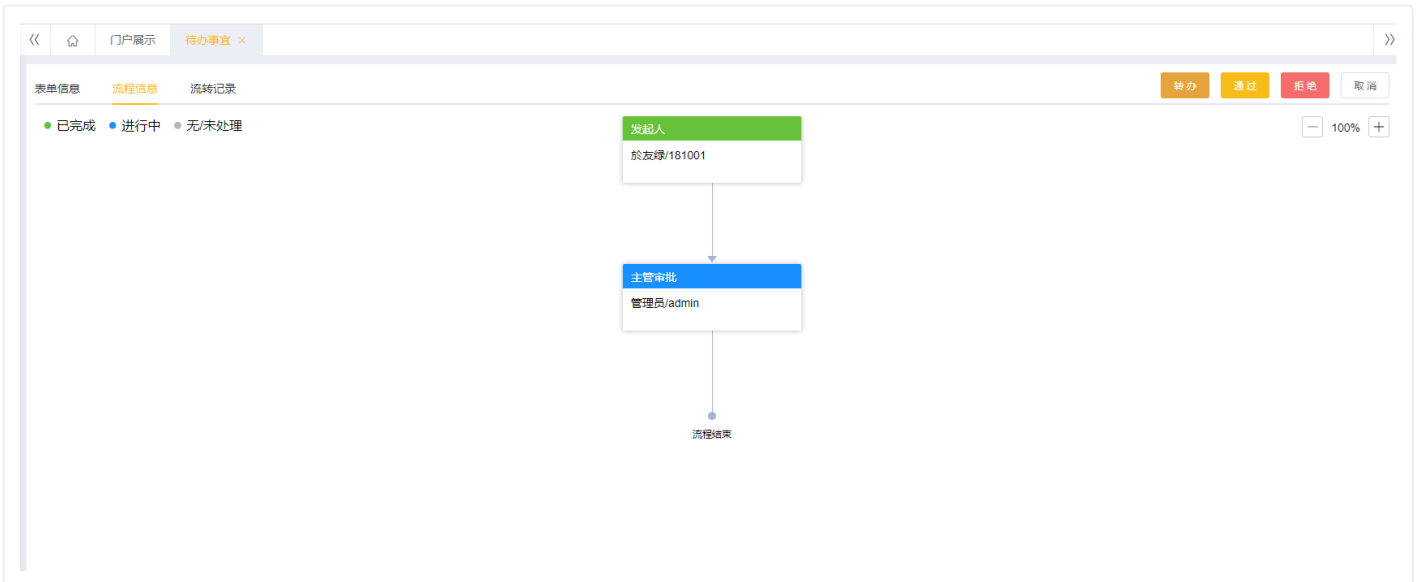 门户展示 待办事宜
表单信息 流程信息 流转记录 转办 通过 拒绝 取消
已完成 进行中 无/未处理 100%
发起人
於友绿/181001
主管审批
管理员/admin
流程结束